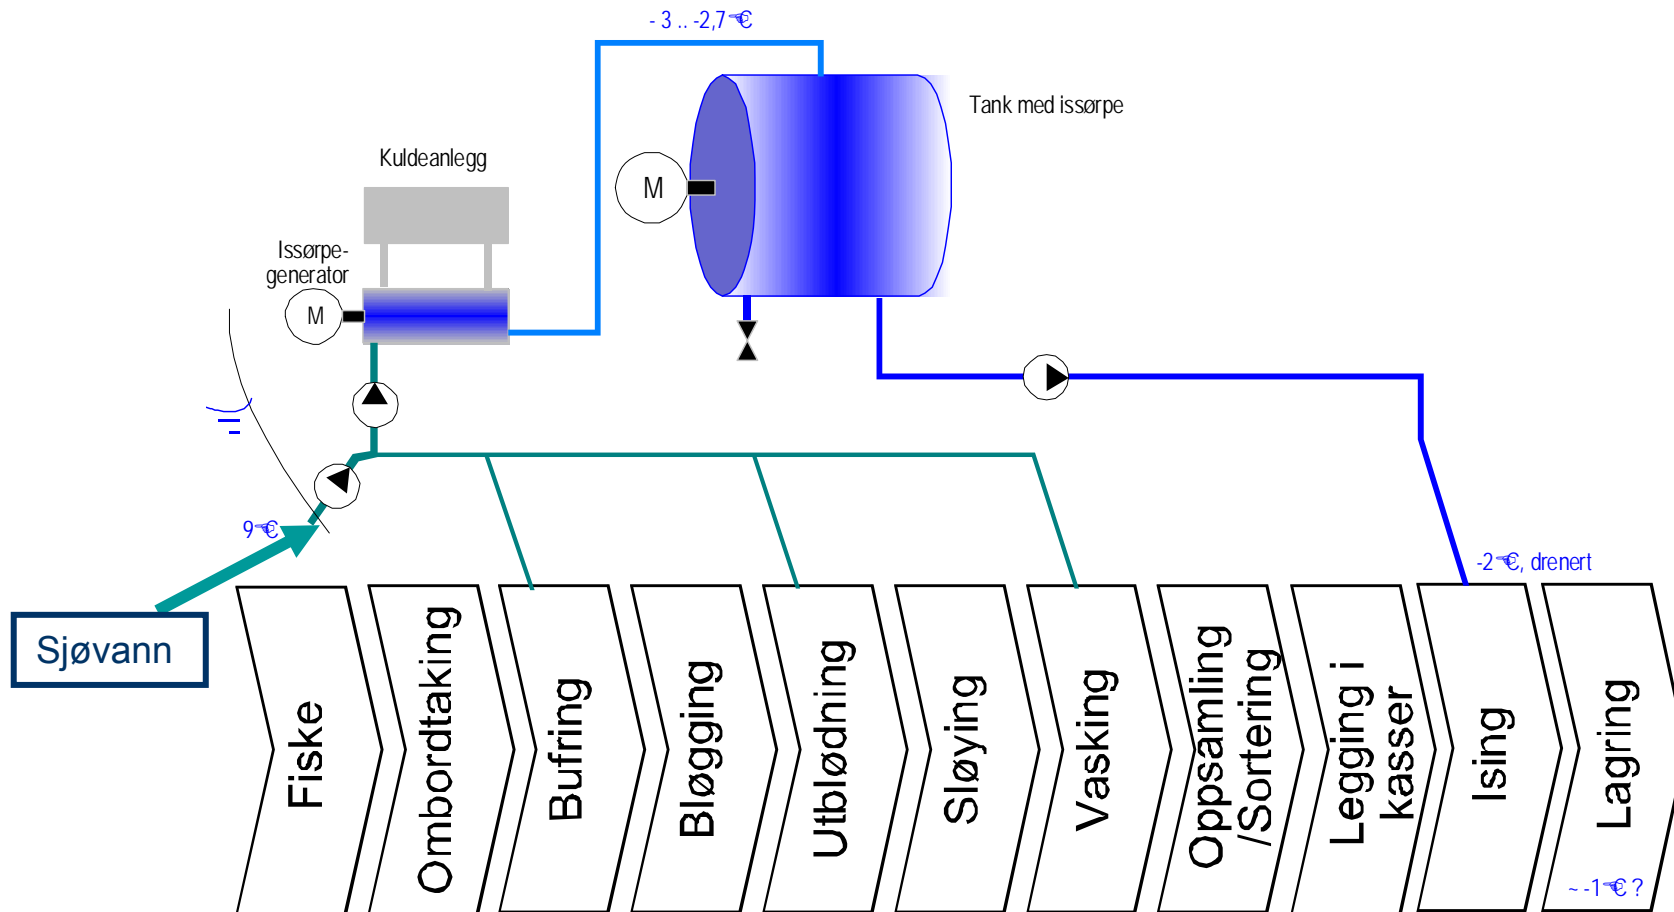 - 3 .. -2,7☜C
Tank med issørpe
Kuldeanlegg
M
Issørpe-
generator
M
9☜C
-2☜C, drenert
Sjøvann
Fiske
Ombordtaking
Bufring
Bløgging
Utblødning
Sløying
Vasking
Oppsamling
/Sortering
Legging i
kasser
Ising
Lagring
~ -1☜C ?